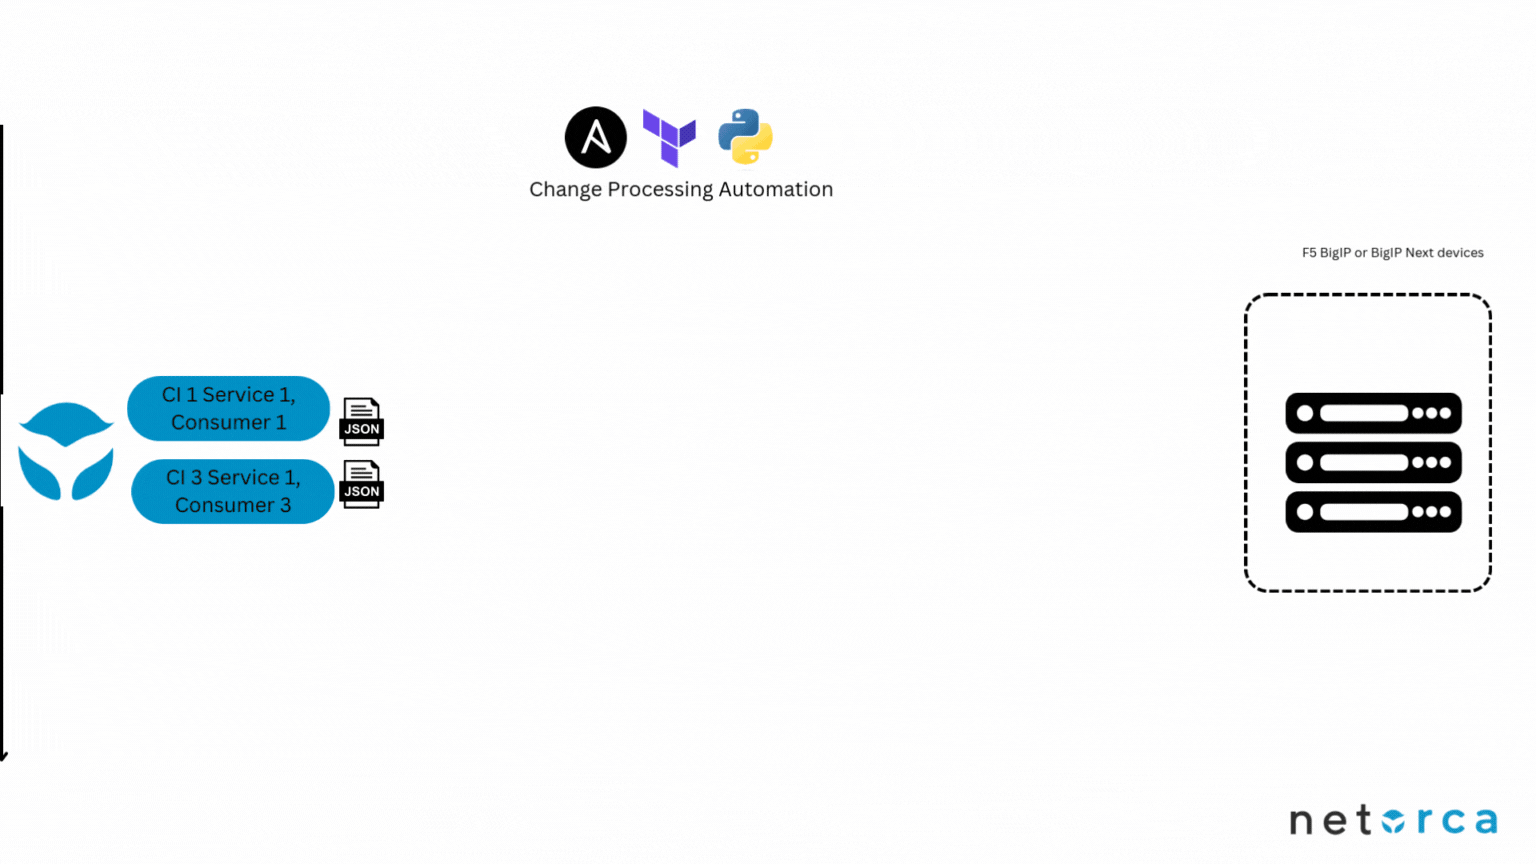 Change Processing Automation
F5 BigIP or BigIP Next devices
CI 1 Service 1,
Consumer 1
JSON
CI 3 Service 1,
Consumer 3
JSON
netorca